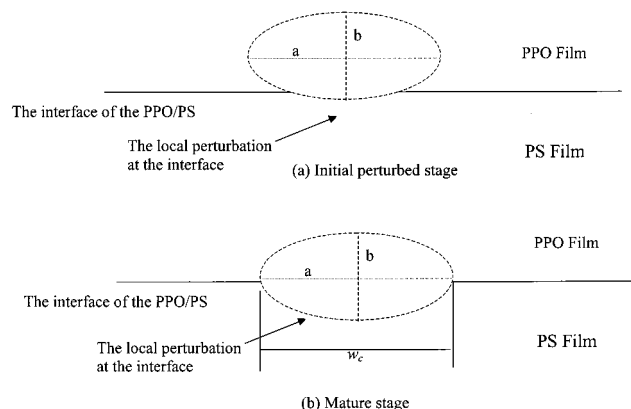 b
a
PPO Film
The interface of the PPO/PS
The local perturbation
at the interface
PS Film
(a) Initial perturbed stage
b
PPO Film
a
The interface of the PPO/PS
The local perturbation
at the interface
PS Film
wc
(b) Mature stage